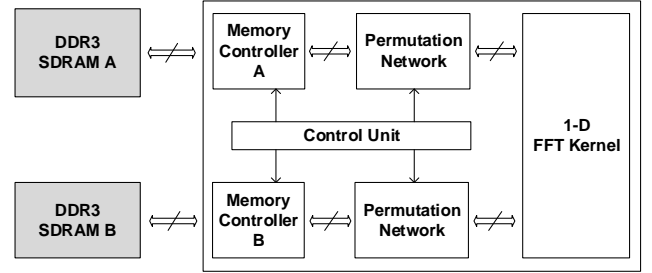 DDR3
SDRAM A
Memory
Controller
A
Permutation
Network
1-D
FFT Kernel
Control Unit
DDR3
SDRAM B
Memory
Controller
B
Permutation
Network